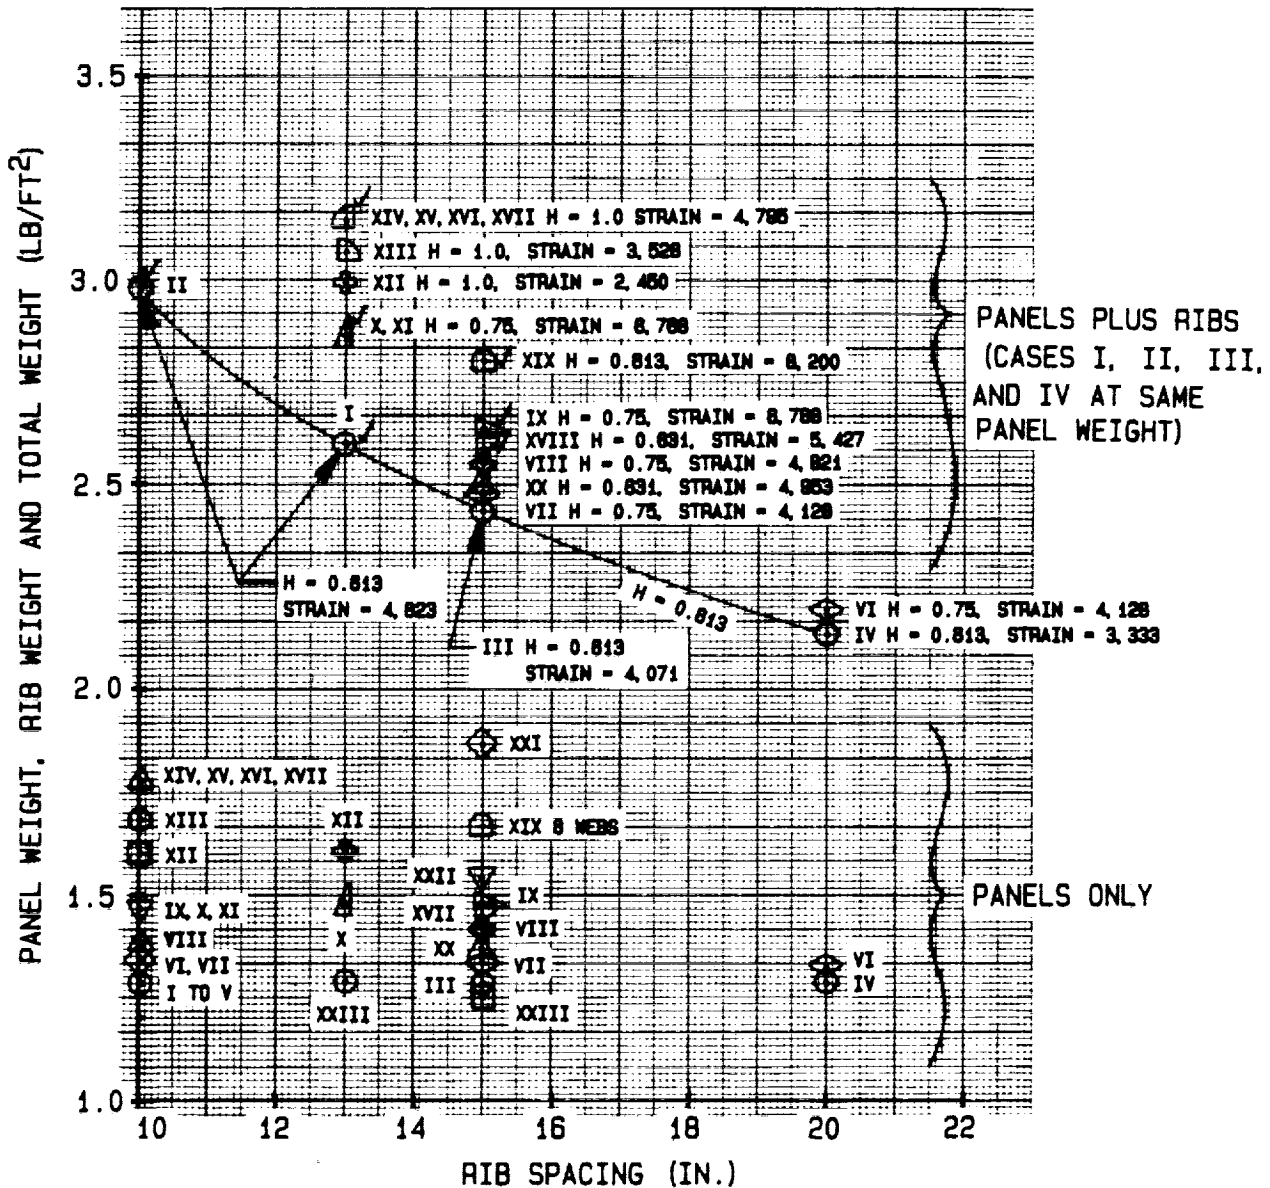 PANEL WEIGHT, RIB WEIGHT AND TOTAL WEIGHT (LB/FT²)
3.5
3.0
2.5
2.0
1.5
1.0
XIV, XV, XVI, XVII H = 1.0 STRAIN = 4,795
XIII H = 1.0, STRAIN = 3,528
XII H = 1.0, STRAIN = 2,450
X, XI H = 0.75, STRAIN = 6,788
II
I
XIX H = 0.813, STRAIN = 6,200
IX H = 0.75, STRAIN = 6,788
XVIII H = 0.631, STRAIN = 5,427
VIII H = 0.75, STRAIN = 4,821
XX H = 0.631, STRAIN = 4,953
VII H = 0.75, STRAIN = 4,128
H = 0.813
STRAIN = 4,823
H = 0.813
III H = 0.813
STRAIN = 4,071
VI H = 0.75, STRAIN = 4,128
IV H = 0.813, STRAIN = 3,333
PANELS PLUS RIBS
(CASES I, II, III,
AND IV AT SAME
PANEL WEIGHT)
XXI
XIV, XV, XVI, XVII
XIII
XII
XII
XIX 8 WEBS
XXII
IX
IX, X, XI
XVII
VIII
VIII
X
XX
VI, VII
VII
VI
I TO V
III
IV
XXIII
XXIII
PANELS ONLY
10 12 14 16 18 20 22
RIB SPACING (IN.)